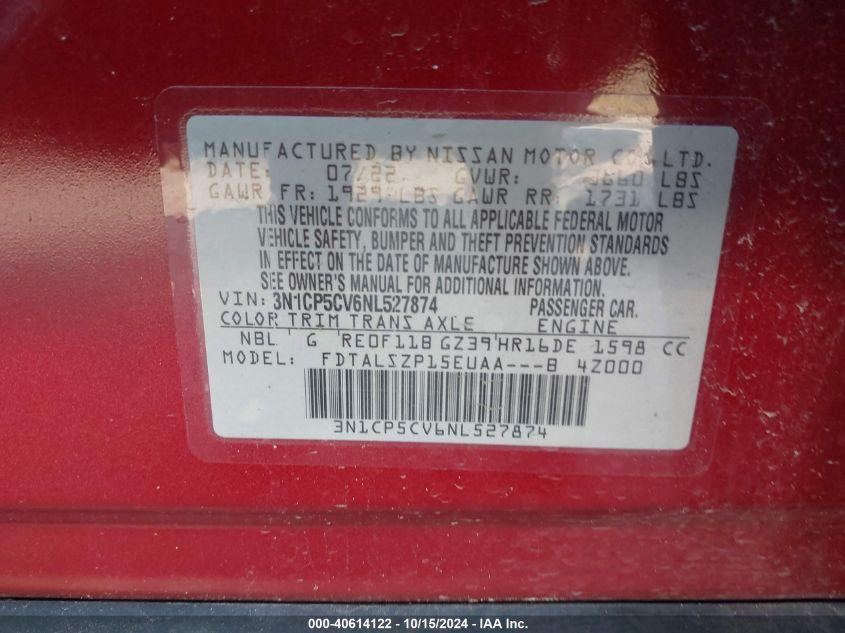 MANUFACTURED BY NISSAN MOTOR CO.,LTD.
DATE: 07/22 GVWR: 3660 LBS
GAWR FR: 1929 LBS GAWR RR: 1731 LBS
THIS VEHICLE CONFORMS TO ALL APPLICABLE FEDERAL MOTOR
VEHICLE SAFETY, BUMPER AND THEFT PREVENTION STANDARDS
IN EFFECT ON THE DATE OF MANUFACTURE SHOWN ABOVE.
SEE OWNER'S MANUAL FOR ADDITIONAL INFORMATION.
VIN: 3N1CP5CV6NL527874 PASSENGER CAR.
COLOR TRIM TRANS AXLE ENGINE
NBL G RE0F11B GZ39 HR16DE 1598 CC
MODEL: FDTALSZP15EUAA---B 4Z000
3N1CP5CV6NL527874
000-40614122 - 10/15/2024 - IAA Inc.